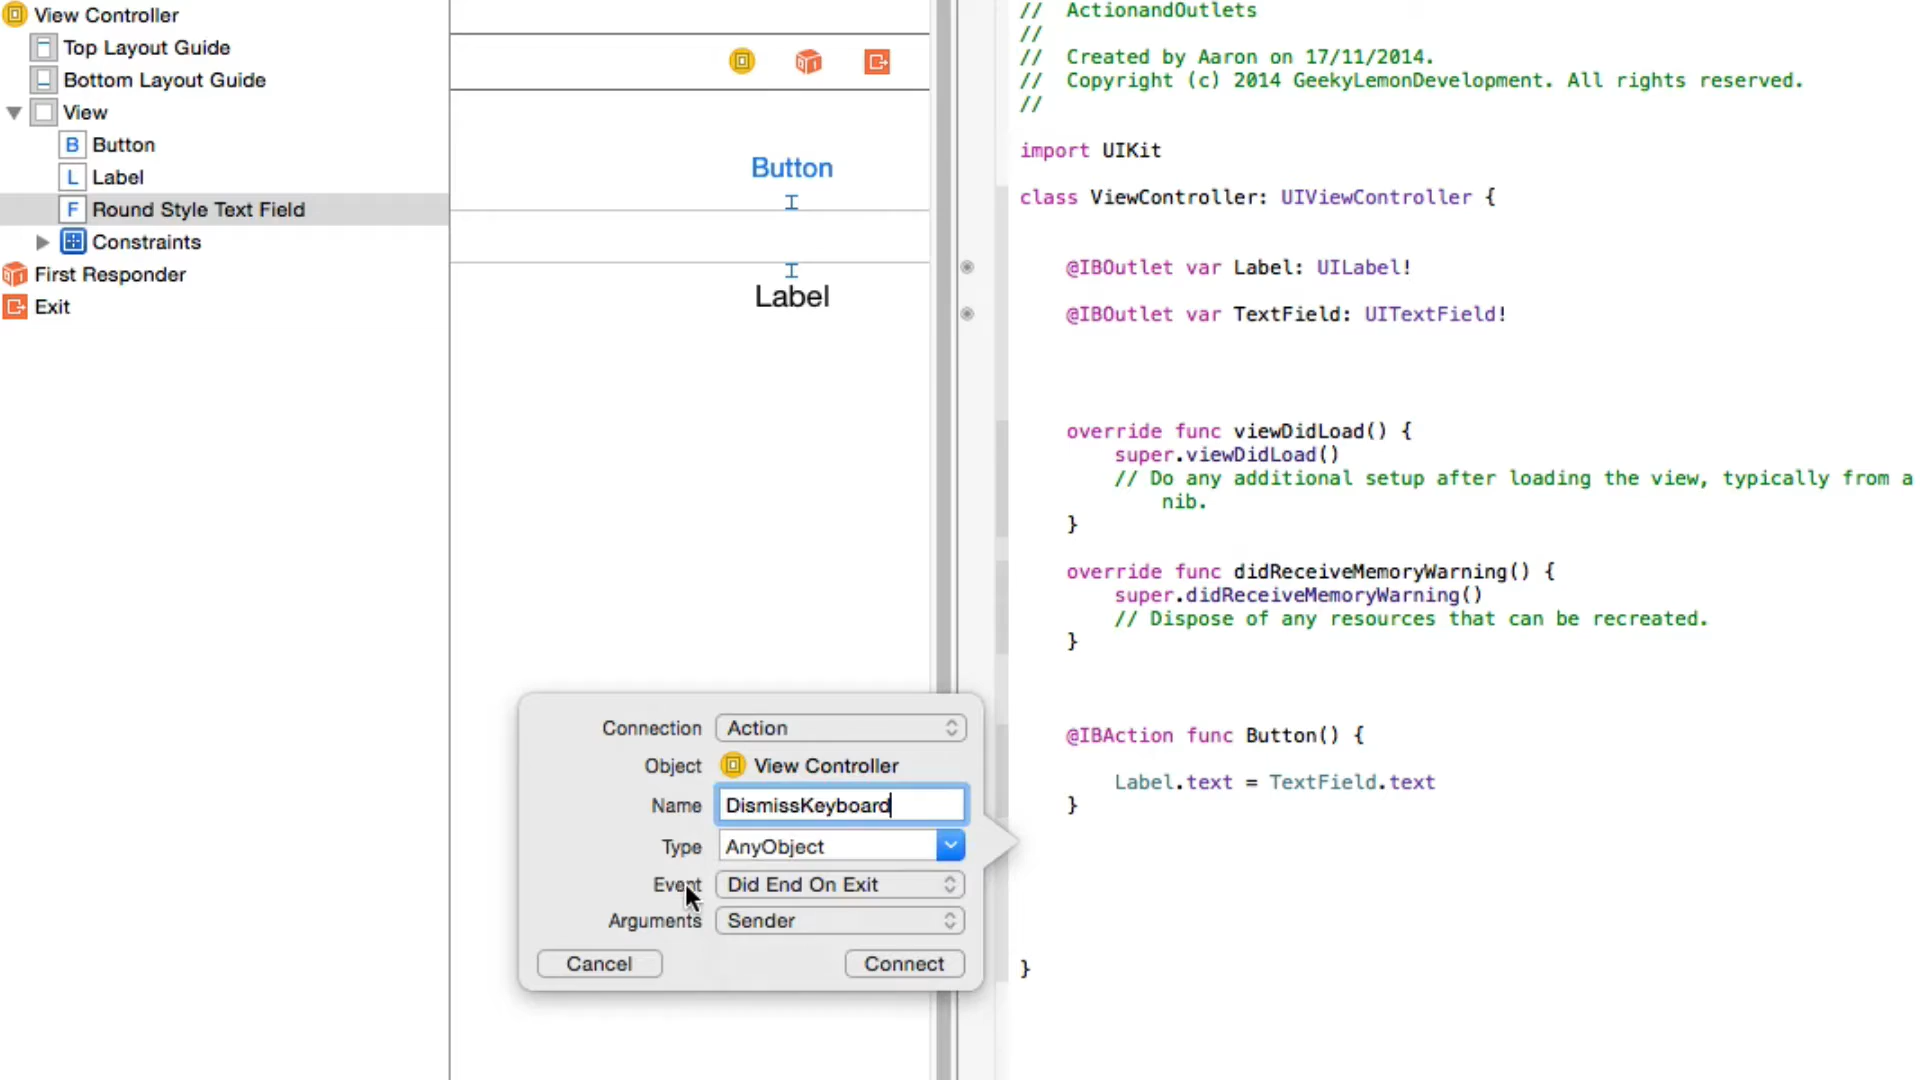 View Controller
Top Layout Guide
Bottom Layout Guide
View
B Button
L Label
F Round Style Text Field
Constraints
First Responder
Exit
Button
Label
// ActionandOutlets
//
// Created by Aaron on 17/11/2014.
// Copyright (c) 2014 GeekyLemonDevelopment. All rights reserved.
//
import UIKit
class ViewController: UIViewController {
@IBOutlet var Label: UILabel!
@IBOutlet var TextField: UITextField!
override func viewDidLoad() {
super.viewDidLoad()
// Do any additional setup after loading the view, typically from a
nib.
}
override func didReceiveMemoryWarning() {
super.didReceiveMemoryWarning()
// Dispose of any resources that can be recreated.
}
@IBAction func Button() {
Label.text = TextField.text
}
}
Connection Action
Object View Controller
Name DismissKeyboard
Type AnyObject
Event Did End On Exit
Arguments Sender
Cancel Connect